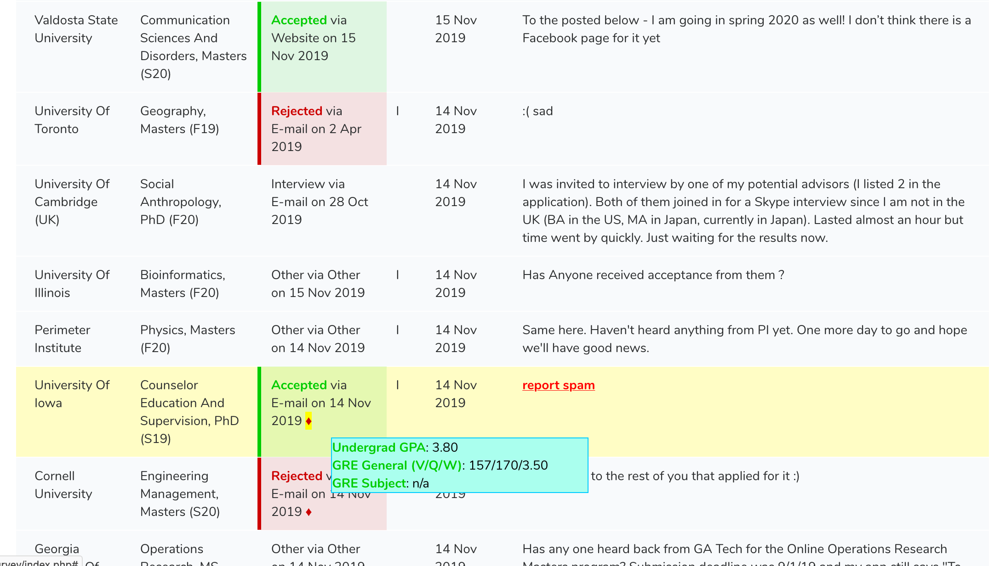 Valdosta State University
Communication Sciences And Disorders, Masters (S20)
Accepted via Website on 15 Nov 2019
15 Nov 2019
To the posted below - I am going in spring 2020 as well! I don’t think there is a
Facebook page for it yet
University Of Toronto
Geography, Masters (F19)
Rejected via E-mail on 2 Apr 2019
I
14 Nov 2019
:( sad
University Of Cambridge (UK)
Social Anthropology, PhD (F20)
Interview via E-mail on 28 Oct 2019
14 Nov 2019
I was invited to interview by one of my potential advisors (I listed 2 in the
application). Both of them joined in for a Skype interview since I am not in the
UK (BA in the US, MA in Japan, currently in Japan). Lasted almost an hour but
time went by quickly. Just waiting for the results now.
University Of Illinois
Bioinformatics, Masters (F20)
Other via Other on 15 Nov 2019
I
14 Nov 2019
Has Anyone received acceptance from them ?
Perimeter Institute
Physics, Masters (F20)
Other via Other on 14 Nov 2019
I
14 Nov 2019
Same here. Haven't heard anything from PI yet. One more day to go and hope
we'll have good news.
University Of Iowa
Counselor Education And Supervision, PhD (S19)
Accepted via E-mail on 14 Nov 2019 ♦
I
14 Nov 2019
report spam
Undergrad GPA: 3.80
GRE General (V/Q/W): 157/170/3.50
GRE Subject: n/a
Cornell University
Engineering Management, Masters (S20)
Rejected
E-mail on 14 Nov 2019 ♦
2019
to the rest of you that applied for it :)
Georgia
Of
Operations Research, MS
Other via Other on 14 Nov 2019
14 Nov 2019
Has any one heard back from GA Tech for the Online Operations Research
Masters program? Submission deadline was 9/1/19 and my app still says "To
rvey/index.php#